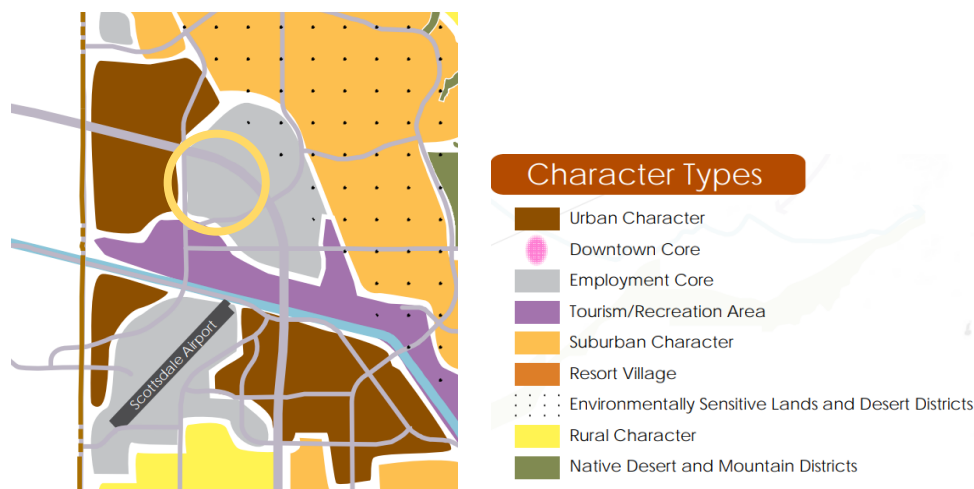 Scottsdale Airport
Character Types
Urban Character
Downtown Core
Employment Core
Tourism/Recreation Area
Suburban Character
Resort Village
Environmentally Sensitive Lands and Desert Districts
Rural Character
Native Desert and Mountain Districts